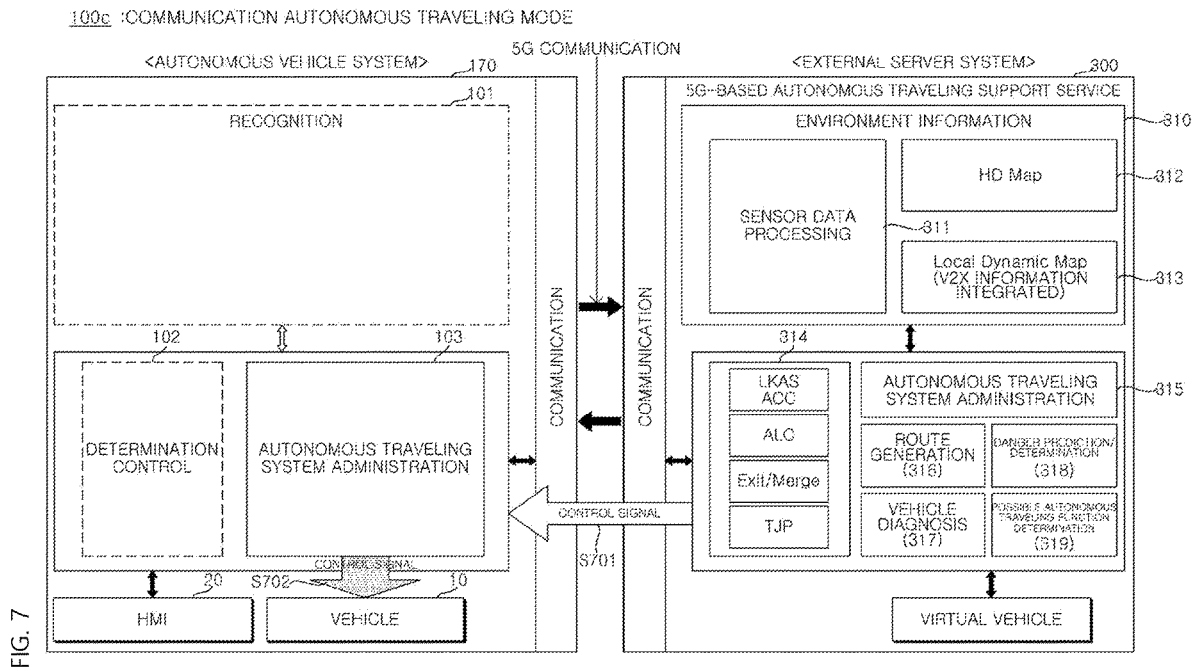 100c :COMMUNICATION AUTONOMOUS TRAVELING MODE
5G COMMUNICATION
<AUTONOMOUS VEHICLE SYSTEM>
170
101
RECOGNITION
102
103
DETERMINATION
CONTROL
AUTONOMOUS TRAVELING
SYSTEM ADMINISTRATION
COMMUNICATION
COMMUNICATION
<EXTERNAL SERVER SYSTEM>
300
5G-BASED AUTONOMOUS TRAVELING SUPPORT SERVICE
ENVIRONMENT INFORMATION
310
SENSOR DATA
PROCESSING
311
HD Map
312
Local Dynamic Map
(V2X INFORMATION
INTEGRATED)
313
314
LKAS
ACC
ALC
Exit/Merge
TJP
AUTONOMOUS TRAVELING
SYSTEM ADMINISTRATION
315
ROUTE
GENERATION
(316)
DANGER PREDICTION/
DETERMINATION
(318)
VEHICLE
DIAGNOSIS
(317)
POSSIBLE AUTONOMOUS
TRAVELING FUNCTION
DETERMINATION
(319)
CONTROL SIGNAL
S701
CONTROL SIGNAL
S702
20
HMI
10
VEHICLE
VIRTUAL VEHICLE
FIG. 7